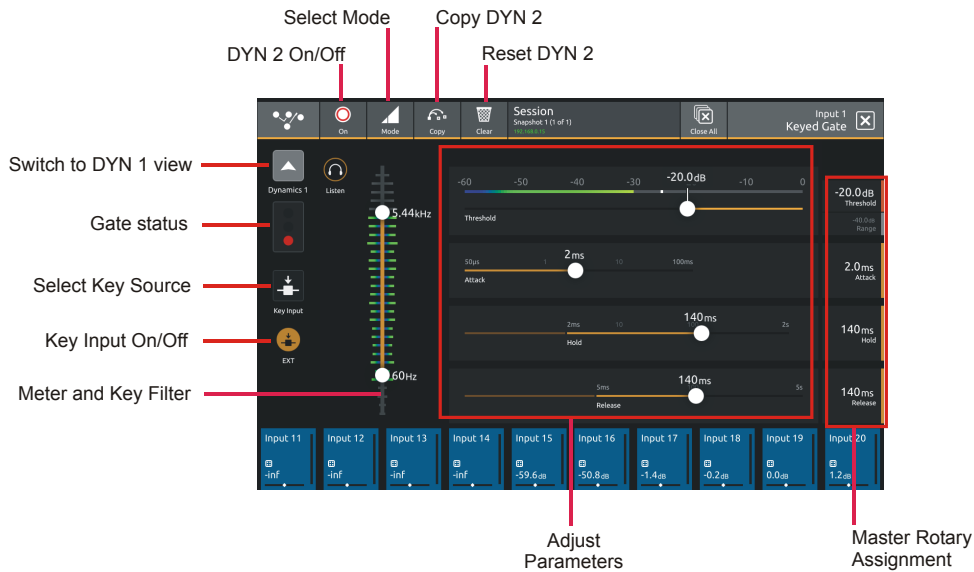 Select Mode
Copy DYN 2
DYN 2 On/Off
Reset DYN 2
On
Mode
Copy
Clear
Session
Snapshot 1 (1 of 1)
192.168.0.15
Close All
Input 1
Keyed Gate
Switch to DYN 1 view
Dynamics 1
Listen
Gate status
Select Key Source
Key Input
Key Input On/Off
EXT
Meter and Key Filter
5.44kHz
60Hz
-60 -50 -40 -30 -20.0dB -10 0
Threshold
50µs 1 2ms 10 100ms
Attack
2ms 10 140ms 2s
Hold
5ms 140ms 5s
Release
-20.0dB
Threshold
-40.0dB
Range
2.0ms
Attack
140ms
Hold
140ms
Release
Input 11 Input 12 Input 13 Input 14 Input 15 Input 16 Input 17 Input 18 Input 19 Input 20
-inf -inf -inf -inf -59.6dB -50.8dB -1.4dB -0.2dB 0.0dB 1.2dB
Adjust
Parameters
Master Rotary
Assignment